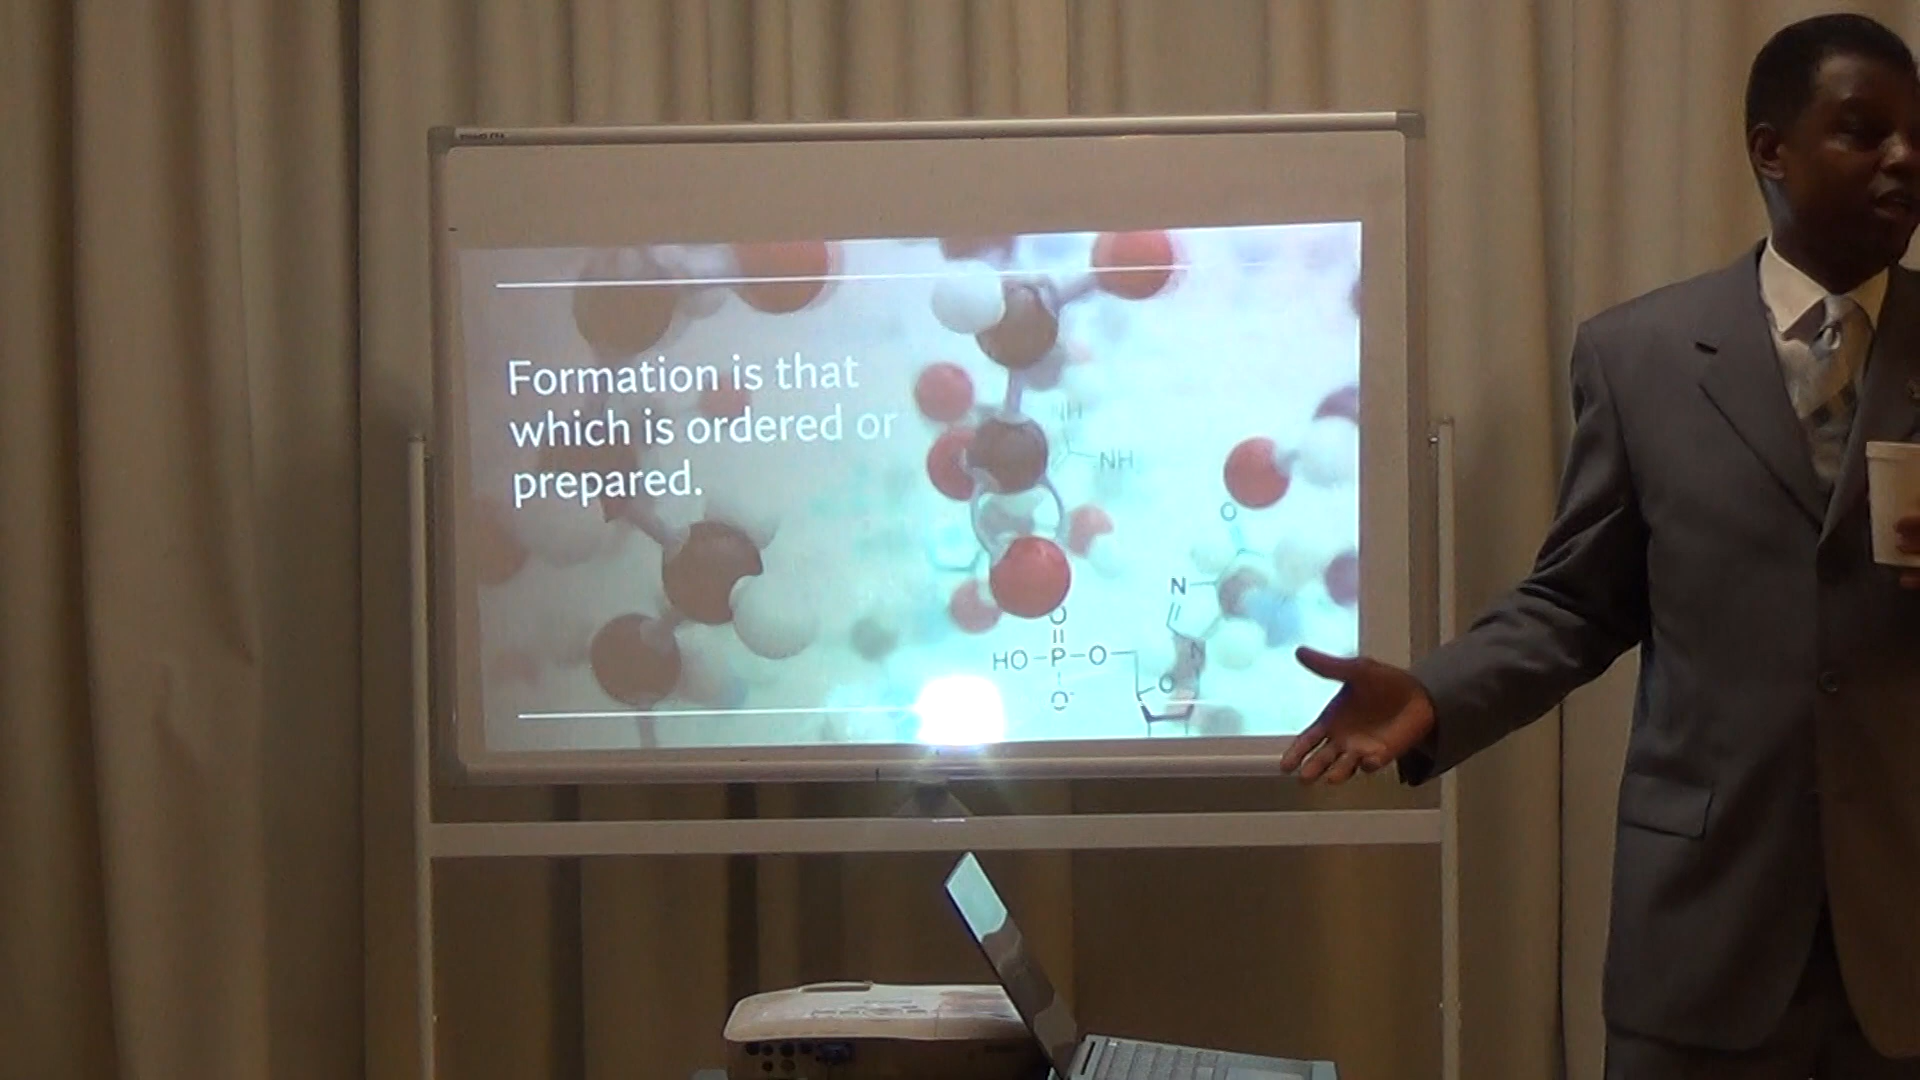 Formation is that
which is ordered or
prepared.
NH
NH
O
N
O
HO-P-O
N
O
O⁻